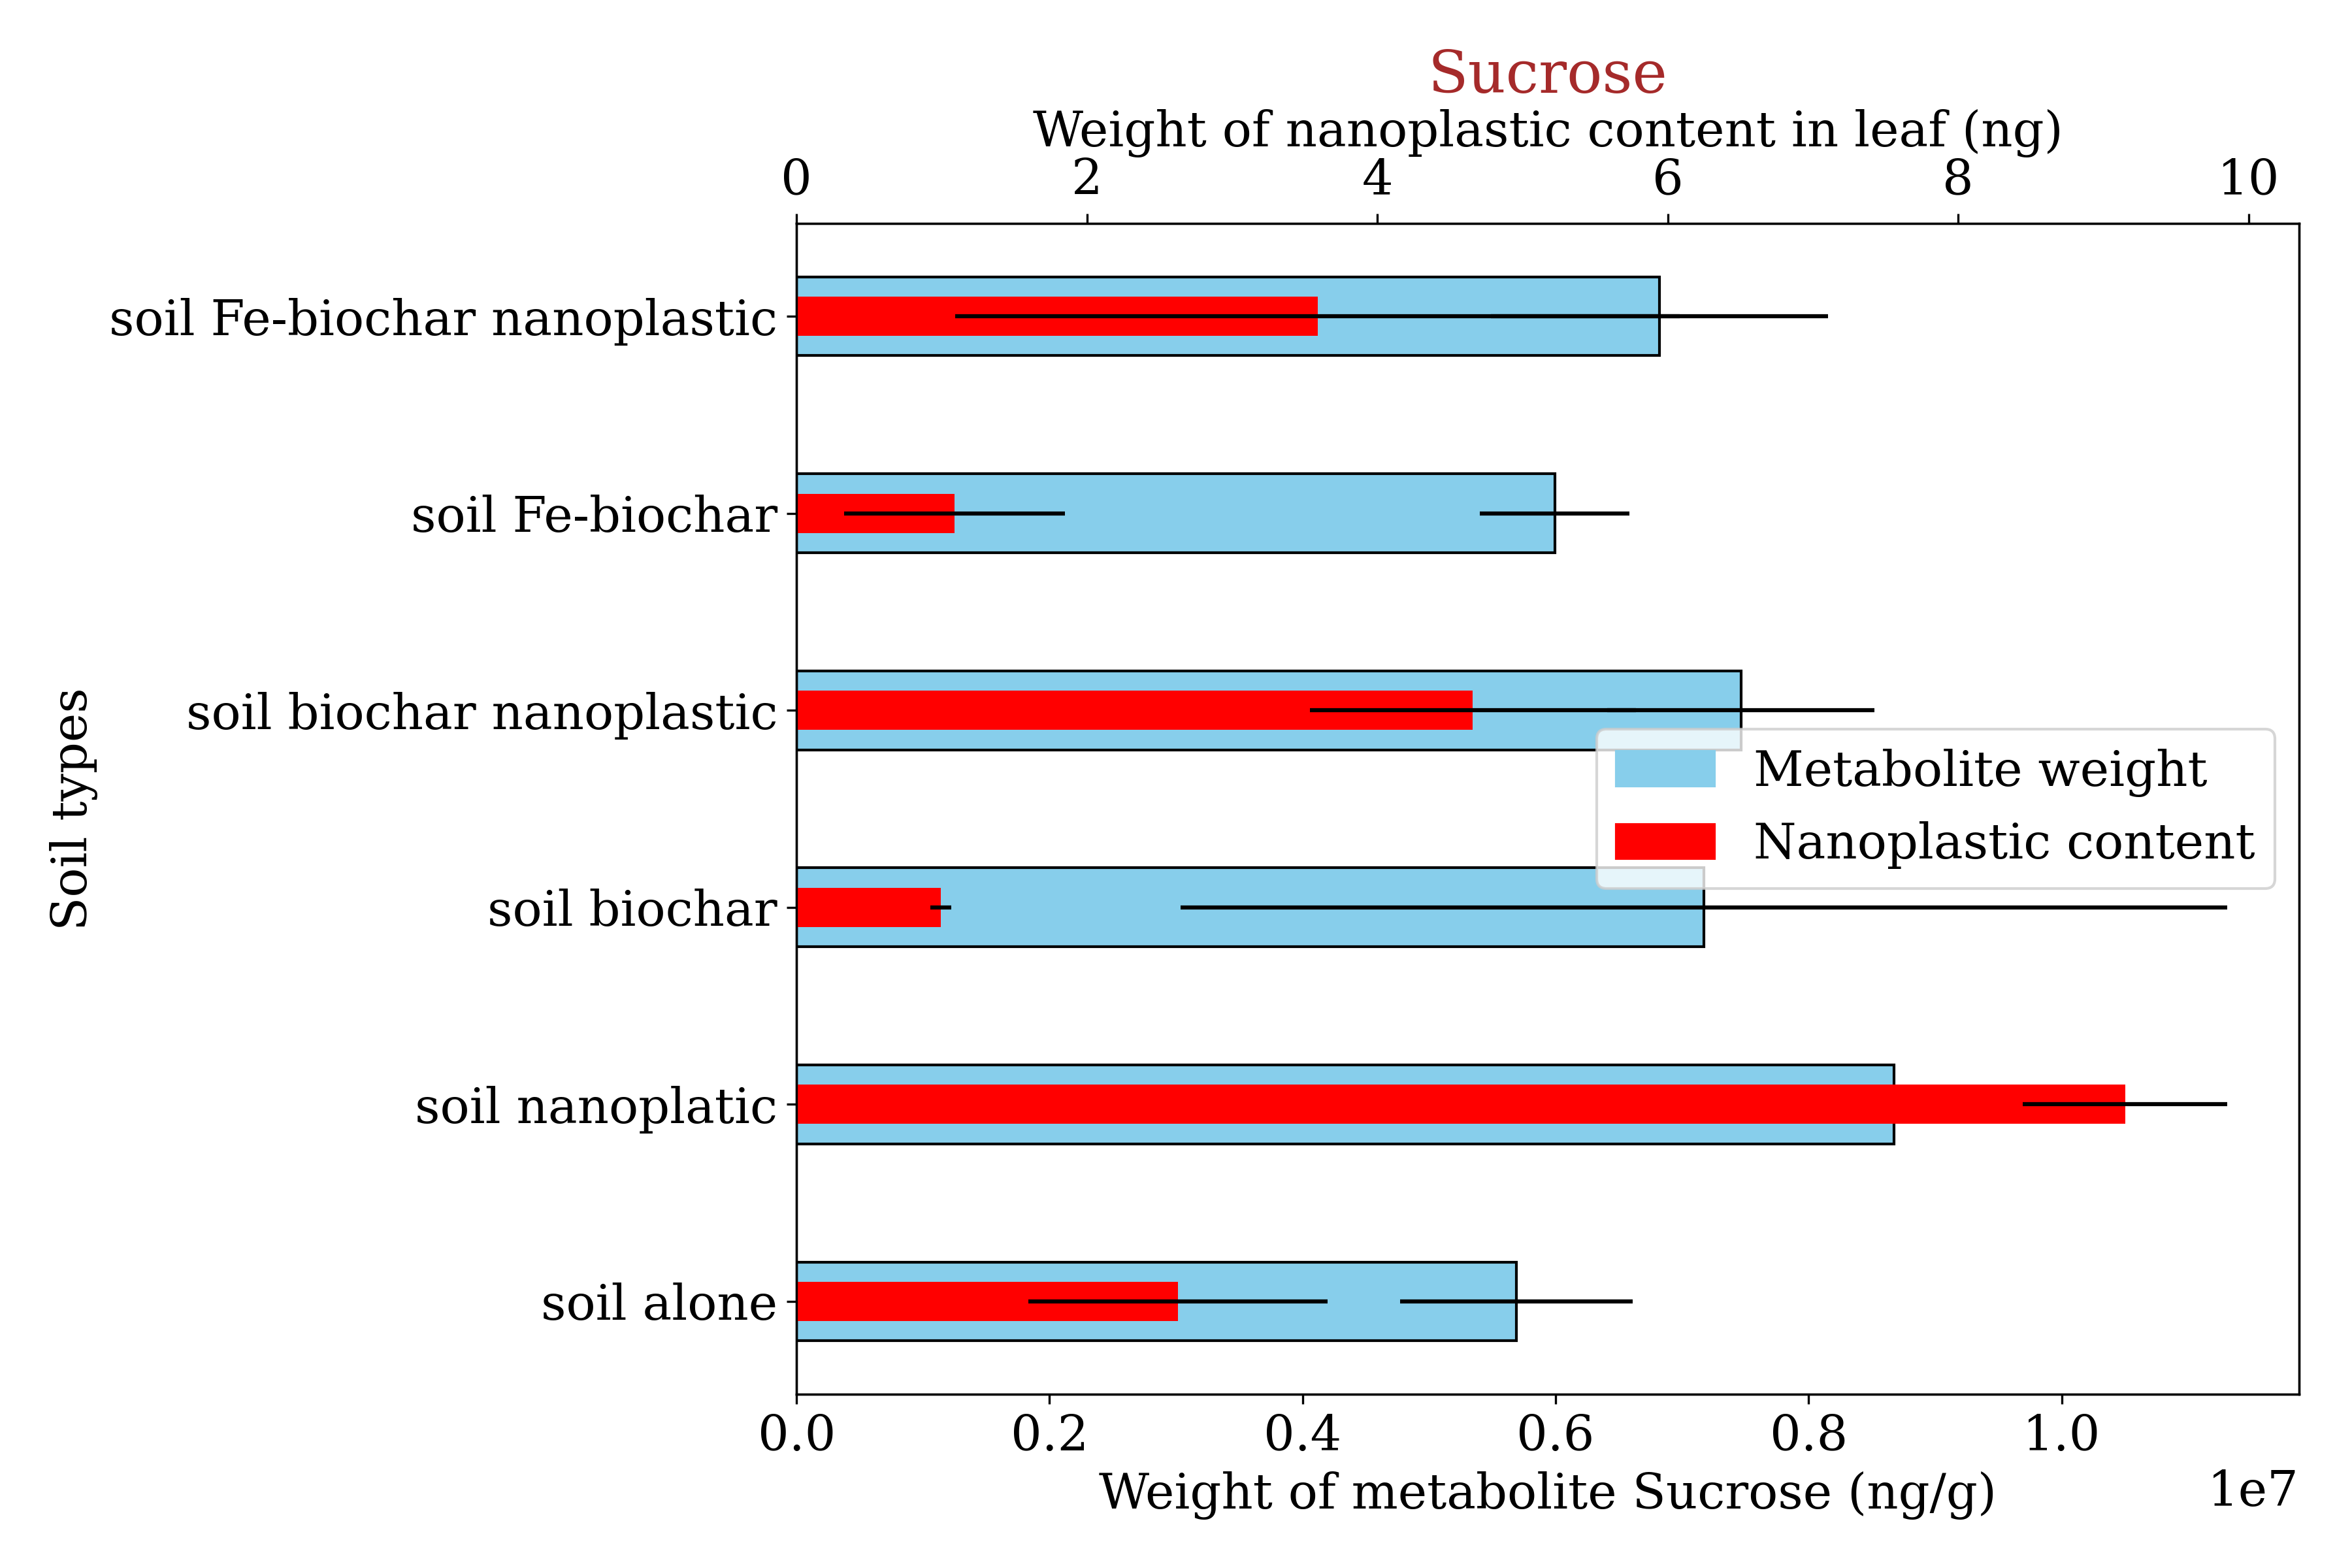 Sucrose
Weight of nanoplastic content in leaf (ng)
0 2 4 6 8 10
soil Fe-biochar nanoplastic
soil Fe-biochar
soil biochar nanoplastic
Metabolite weight
Nanoplastic content
soil biochar
soil nanoplatic
soil alone
Soil types
0.0 0.2 0.4 0.6 0.8 1.0
Weight of metabolite Sucrose (ng/g)
1e7